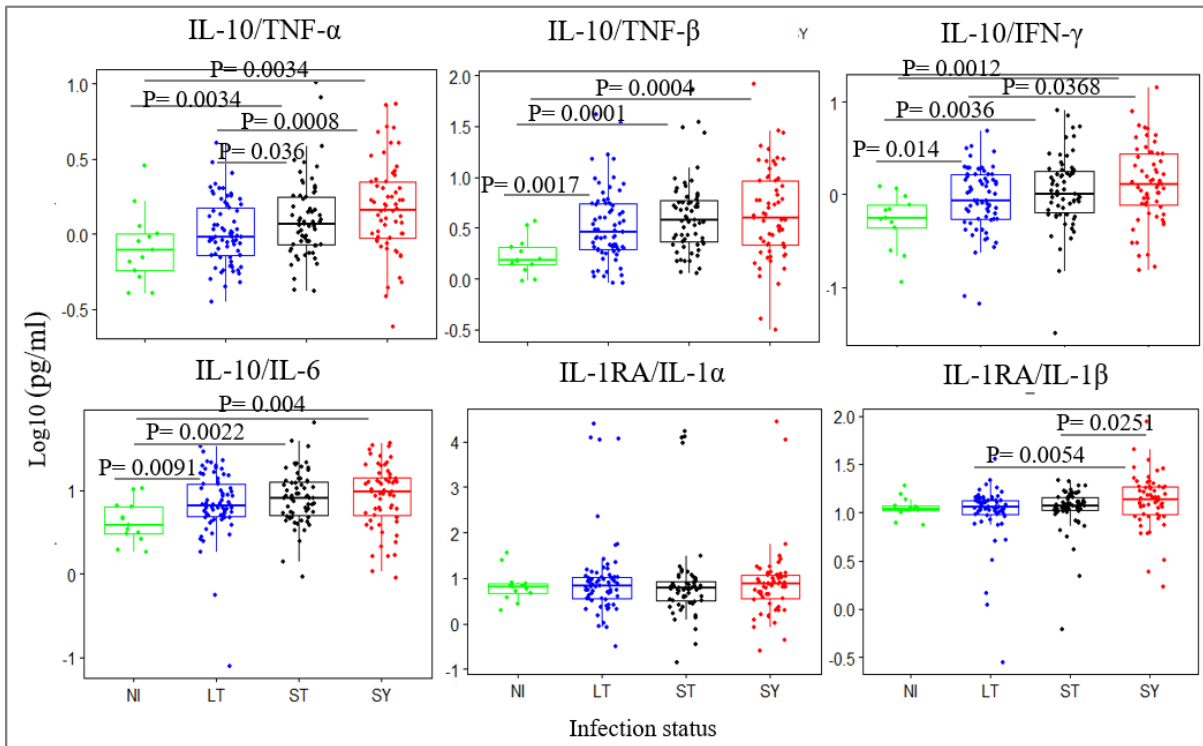 IL-10/TNF-α
IL-10/TNF-β
SY
IL-10/IFN-γ
P= 0.0034
P= 0.0034
P= 0.0008
P= 0.036
1.0
0.5
0.0
-0.5
P= 0.0004
P= 0.0001
P= 0.0017
2.0
1.5
1.0
0.5
0.0
-0.5
P= 0.0012
P= 0.0368
P= 0.0036
P= 0.014
1
0
-1
Log10 (pg/ml)
IL-10/IL-6
IL-1RA/IL-1α
IL-1RA/IL-1β
P= 0.004
P= 0.0022
P= 0.0091
1
0
-1
4
3
2
1
0
-1
P= 0.0251
P= 0.0054
2.0
1.5
1.0
0.5
0.0
-0.5
NI LT ST SY
NI LT ST SY
NI LT ST SY
Infection status